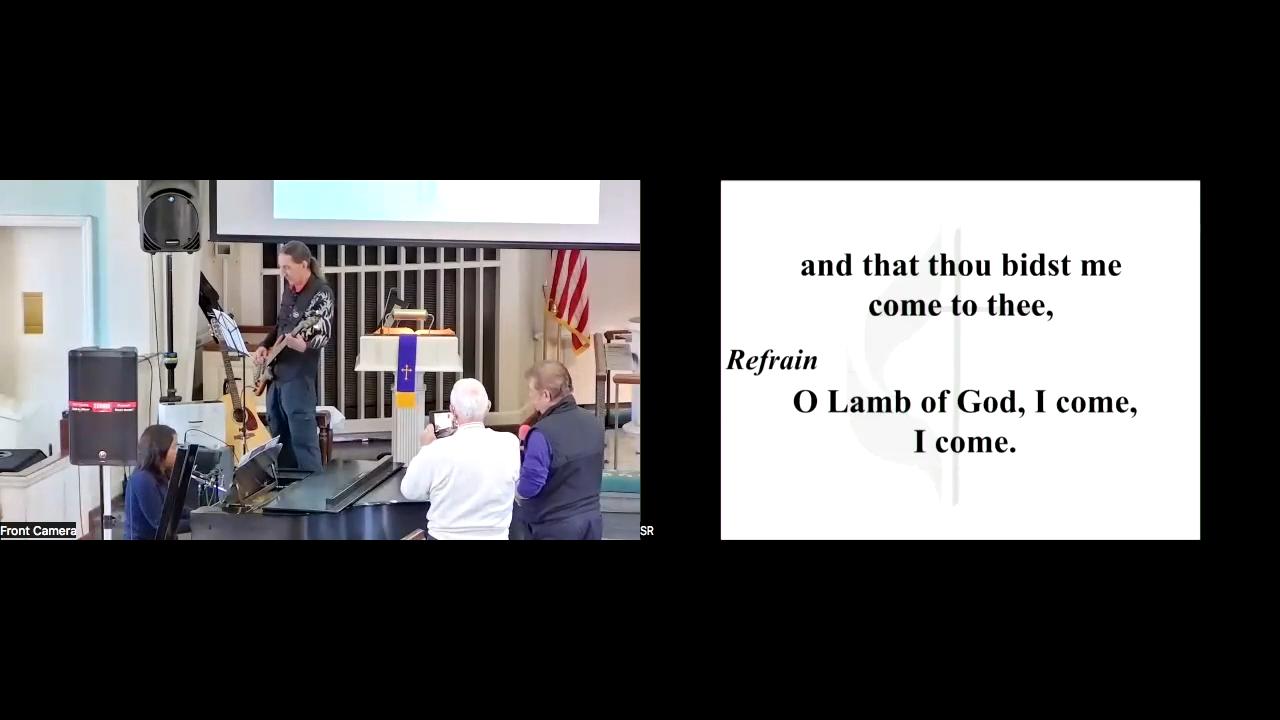 Front Camera
SR
and that thou bidst me
come to thee,
Refrain
O Lamb of God, I come,
I come.